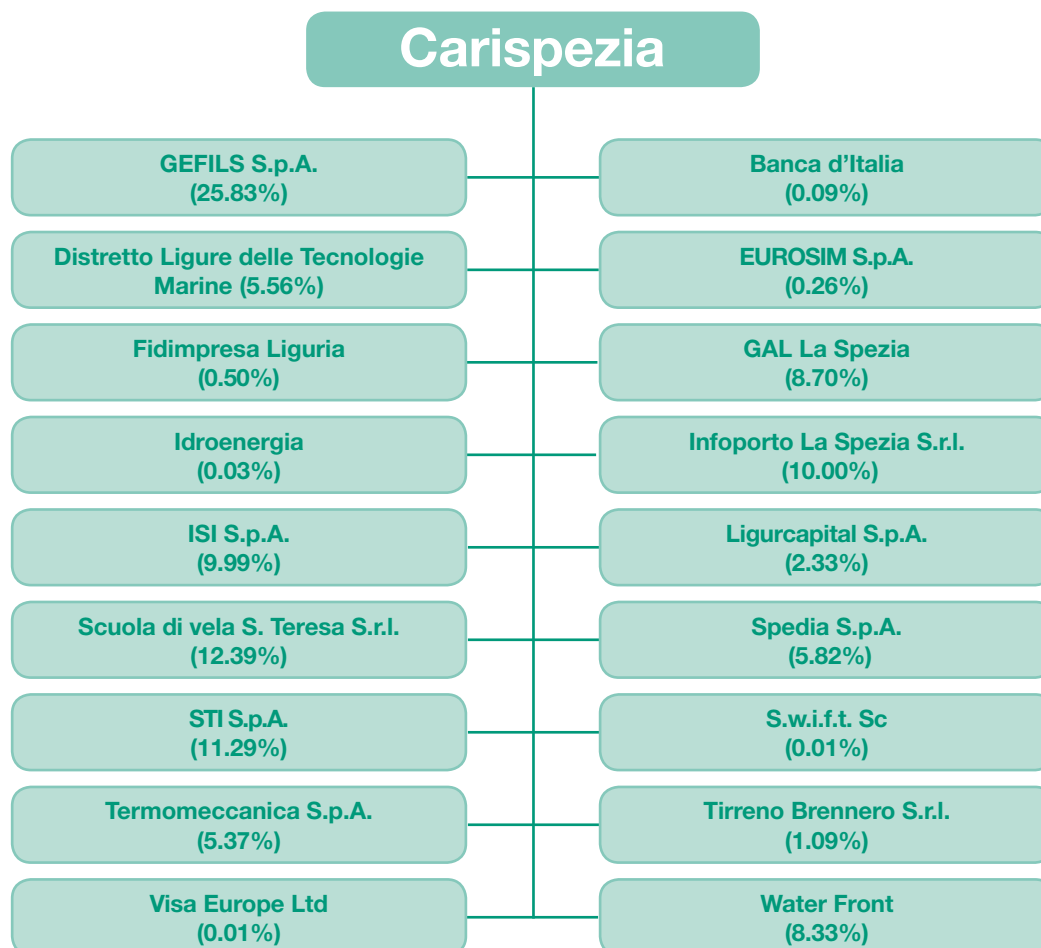 Carispezia
GEFILS S.p.A.
(25.83%)
Banca d’Italia
(0.09%)
Distretto Ligure delle Tecnologie
Marine (5.56%)
EUROSIM S.p.A.
(0.26%)
Fidimpresa Liguria
(0.50%)
GAL La Spezia
(8.70%)
Idroenergia
(0.03%)
Infoporto La Spezia S.r.l.
(10.00%)
ISI S.p.A.
(9.99%)
Ligurcapital S.p.A.
(2.33%)
Scuola di vela S. Teresa S.r.l.
(12.39%)
Spedia S.p.A.
(5.82%)
STI S.p.A.
(11.29%)
S.w.i.f.t. Sc
(0.01%)
Termomeccanica S.p.A.
(5.37%)
Tirreno Brennero S.r.l.
(1.09%)
Visa Europe Ltd
(0.01%)
Water Front
(8.33%)